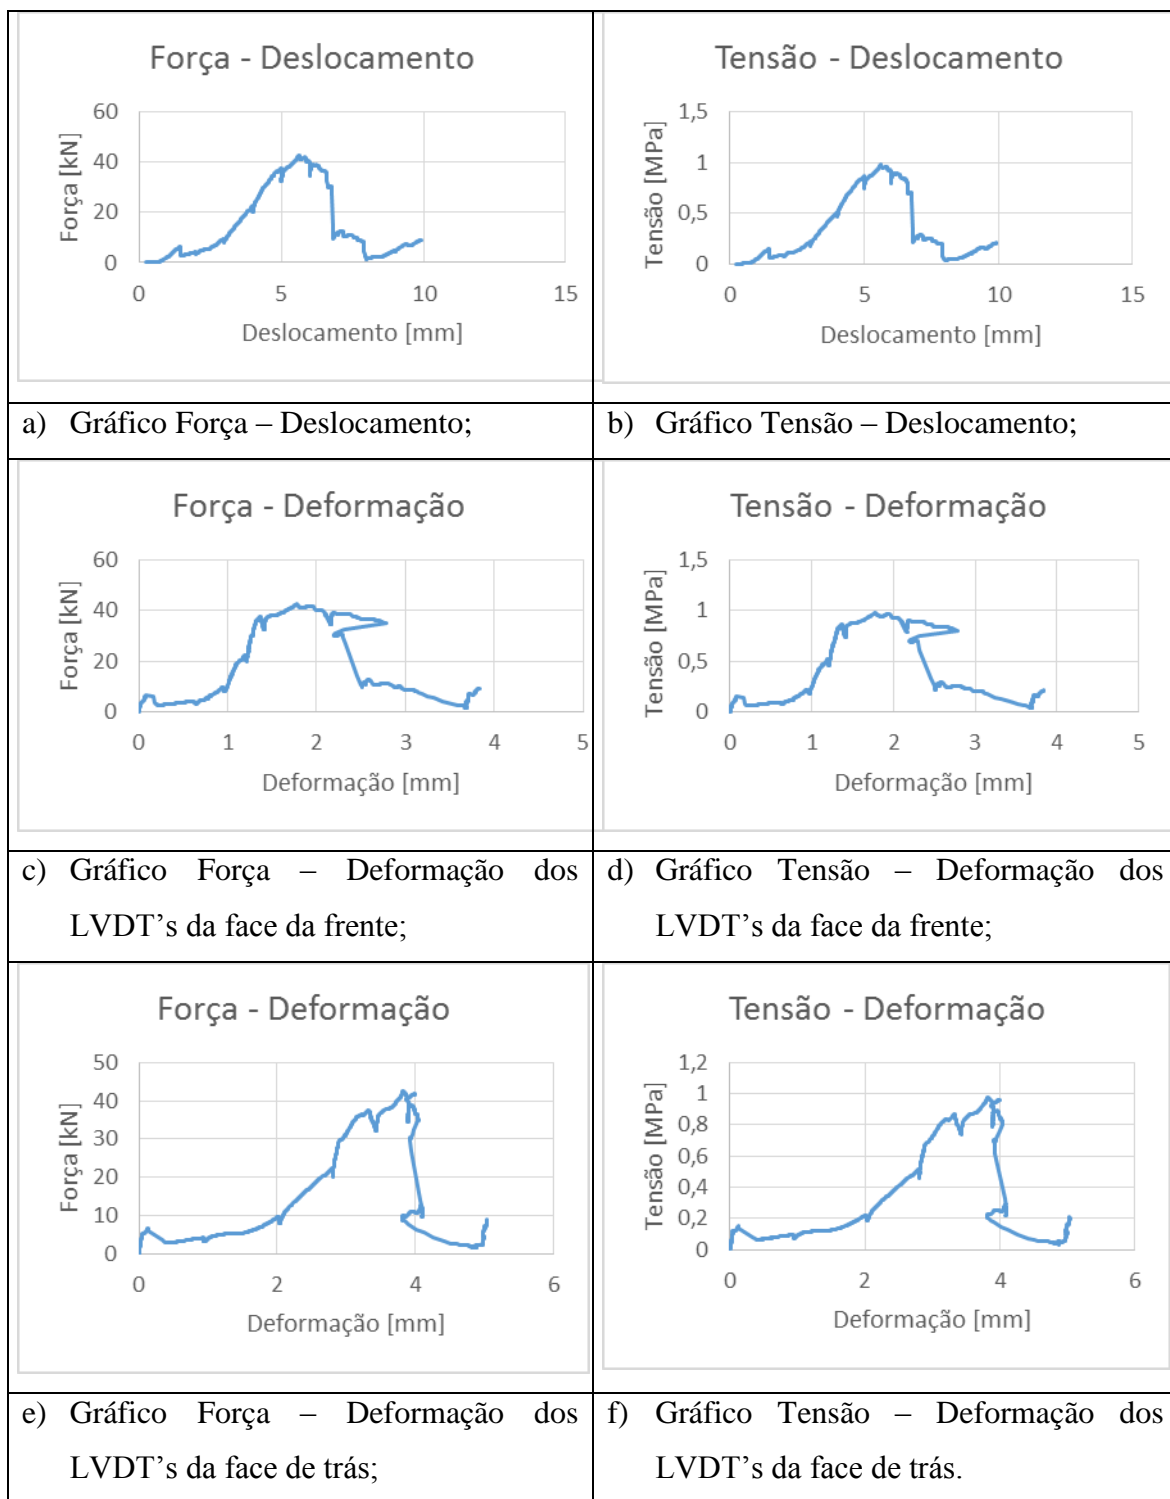 Força - Deslocamento
60
40
20
0
Força [kN]
0 5 10 15
Deslocamento [mm]
Tensão - Deslocamento
1,5
1
0,5
0
Tensão [MPa]
0 5 10 15
Deslocamento [mm]
a) Gráfico Força – Deslocamento;
b) Gráfico Tensão – Deslocamento;
Força - Deformação
60
40
20
0
Força [kN]
0 1 2 3 4 5
Deformação [mm]
Tensão - Deformação
1,5
1
0,5
0
Tensão [MPa]
0 1 2 3 4 5
Deformação [mm]
c) Gráfico Força – Deformação dos
LVDT’s da face da frente;
d) Gráfico Tensão – Deformação dos
LVDT’s da face da frente;
Força - Deformação
50
40
30
20
10
0
Força [kN]
0 2 4 6
Deformação [mm]
Tensão - Deformação
1,2
1
0,8
0,6
0,4
0,2
0
Tensão [MPa]
0 2 4 6
Deformação [mm]
e) Gráfico Força – Deformação dos
LVDT’s da face de trás;
f) Gráfico Tensão – Deformação dos
LVDT’s da face de trás.